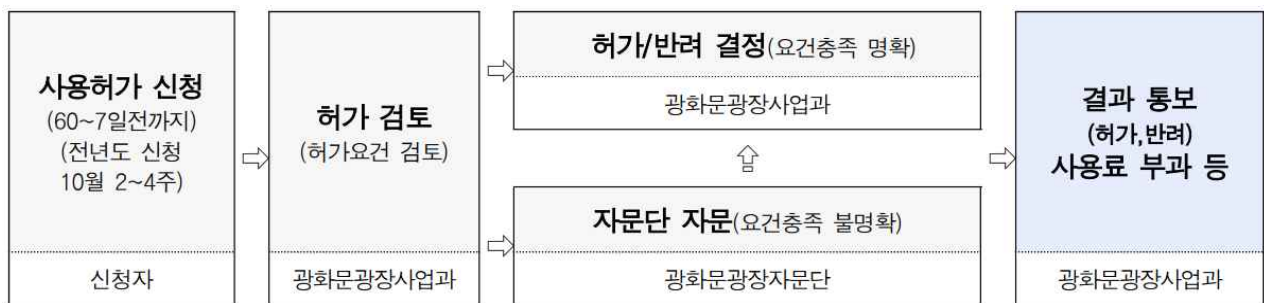 사용허가 신청
(60~7일전까지)
(전년도 신청
10월 2~4주)
신청자
허가 검토
(허가요건 검토)
광화문광장사업과
허가/반려 결정(요건충족 명확)
광화문광장사업과
자문단 자문(요건충족 불명확)
광화문광장자문단
결과 통보
(허가,반려)
사용료 부과 등
광화문광장사업과